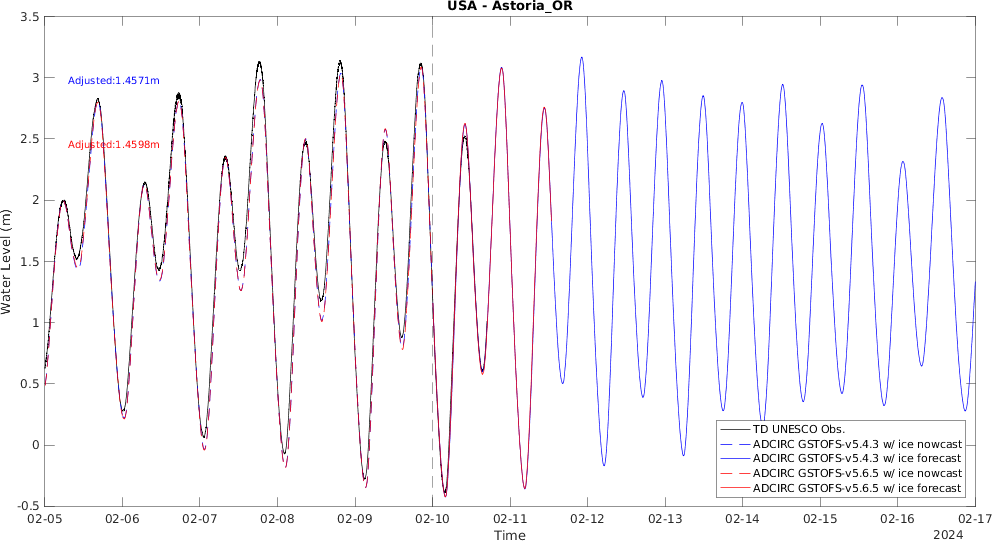 USA - Astoria_OR
3.5
3
2.5
2
1.5
1
0.5
0
-0.5
Water Level (m)
Adjusted:1.4571m
Adjusted:1.4598m
TD UNESCO Obs.
ADCIRC GSTOFS-v5.4.3 w/ ice nowcast
ADCIRC GSTOFS-v5.4.3 w/ ice forecast
ADCIRC GSTOFS-v5.6.5 w/ ice nowcast
ADCIRC GSTOFS-v5.6.5 w/ ice forecast
02-05 02-06 02-07 02-08 02-09 02-10 02-11 02-12 02-13 02-14 02-15 02-16 02-17
Time
2024